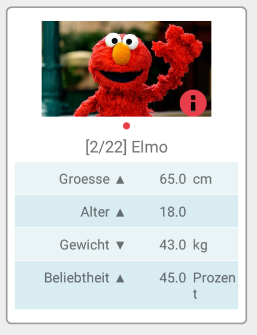 [2/22] Elmo
Groesse ▲ 65.0 cm
Alter ▲ 18.0
Gewicht ▼ 43.0 kg
Beliebtheit ▲ 45.0 Prozen
t